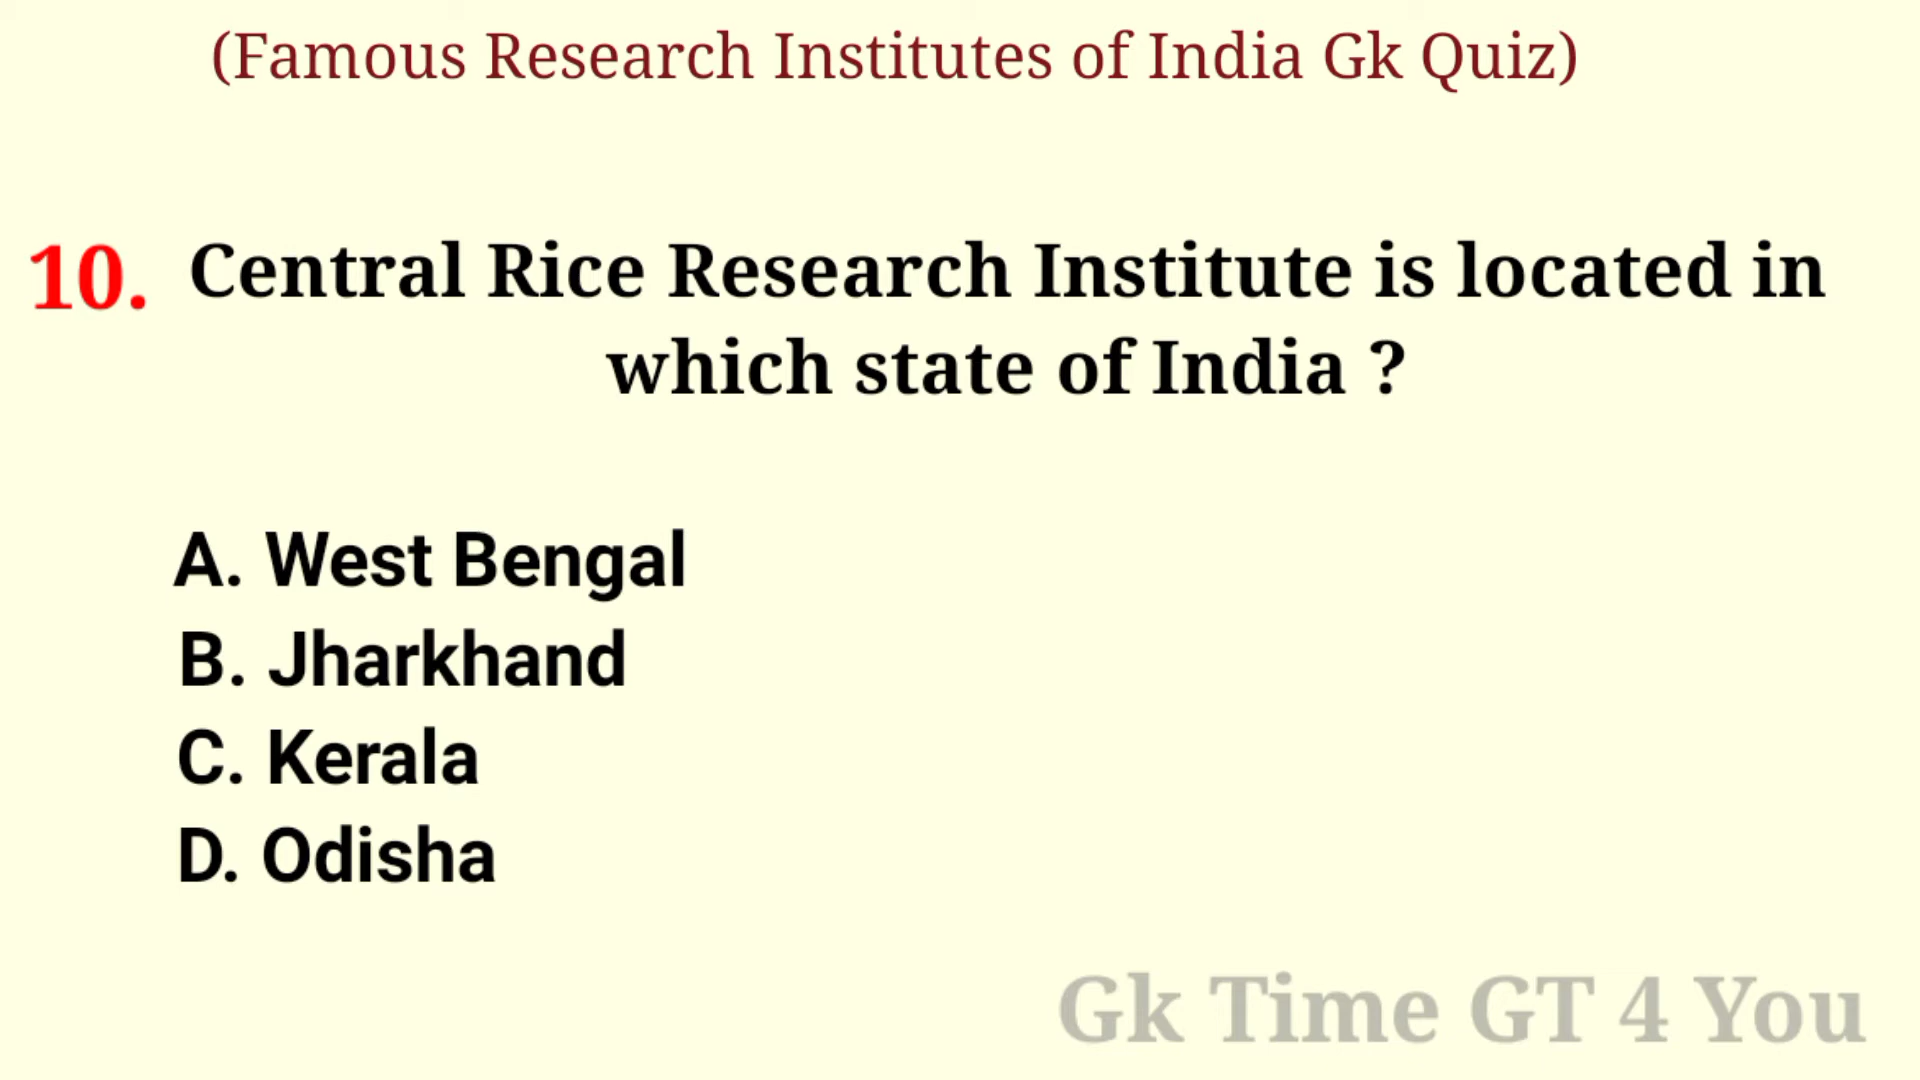 (Famous Research Institutes of India Gk Quiz)
10. Central Rice Research Institute is located in
which state of India ?
A. West Bengal
B. Jharkhand
C. Kerala
D. Odisha
Gk Time GT 4 You